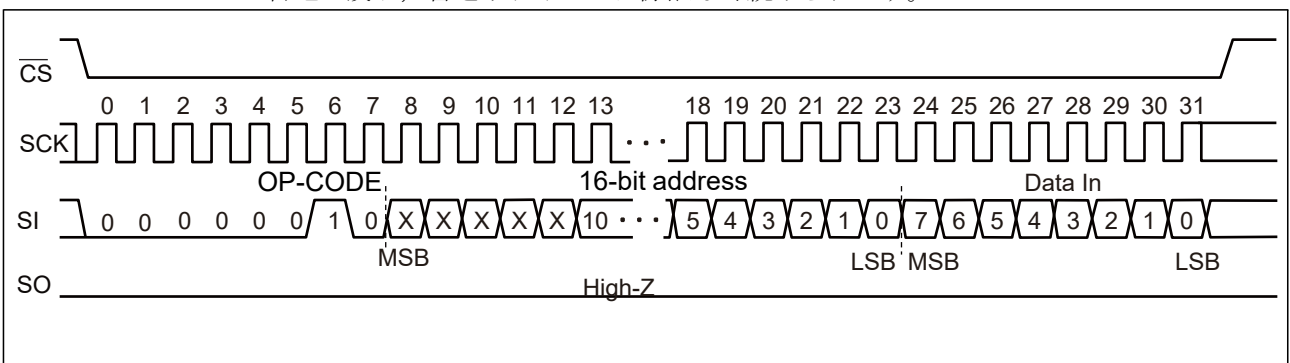 CS
0 1 2 3 4 5 6 7 8 9 10 11 12 13 18 19 20 21 22 23 24 25 26 27 28 29 30 31
SCK
OP-CODE 16-bit address Data In
SI 0 0 0 0 0 0 1 0 X X X X X 10 ··· 5 4 3 2 1 0 7 6 5 4 3 2 1 0
MSB LSB MSB LSB
SO High-Z